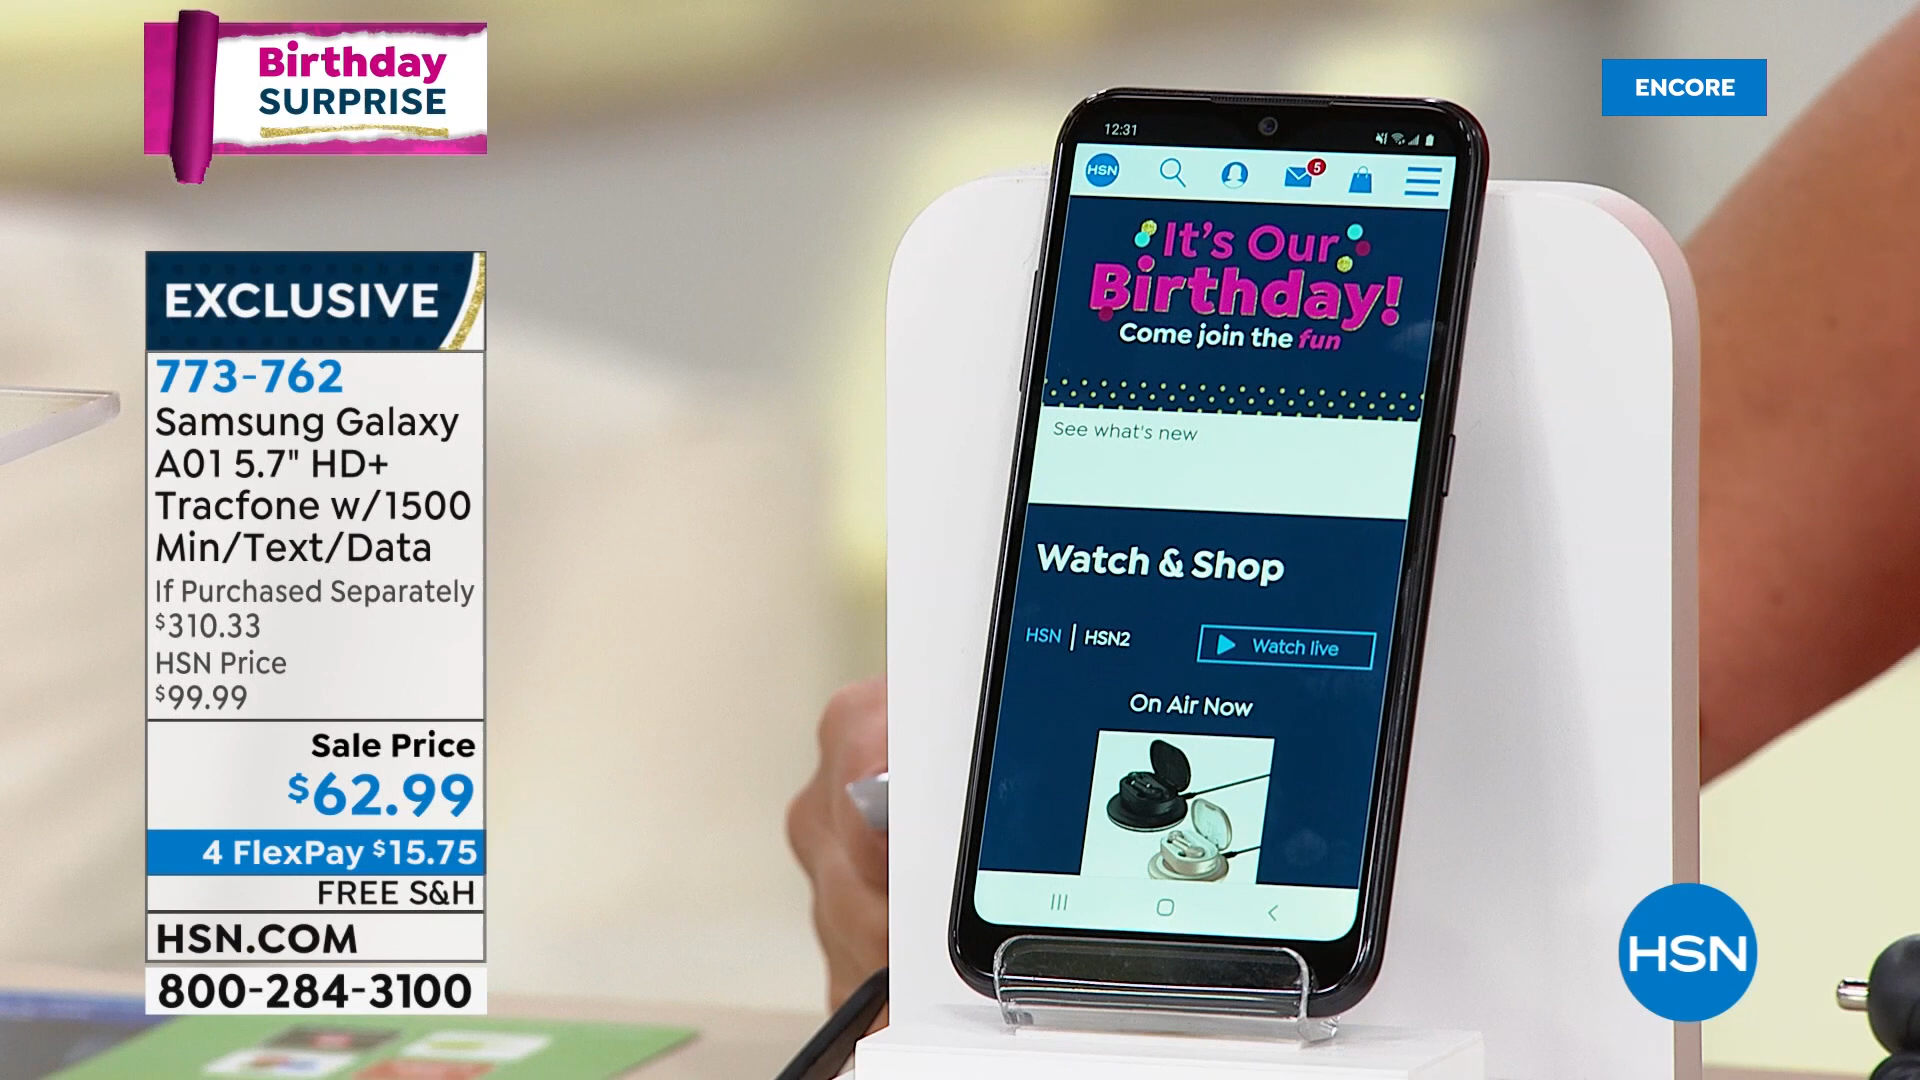 Birthday
SURPRISE
ENCORE
EXCLUSIVE
773-762
Samsung Galaxy
A01 5.7" HD+
Tracfone w/1500
Min/Text/Data
If Purchased Separately
$310.33
HSN Price
$99.99
Sale Price
$62.99
4 FlexPay $15.75
FREE S&H
HSN.COM
800-284-3100
12:31
HSN
5
It's Our
Birthday!
Come join the fun
See what's new
Watch & Shop
HSN | HSN2
Watch live
On Air Now
HSN